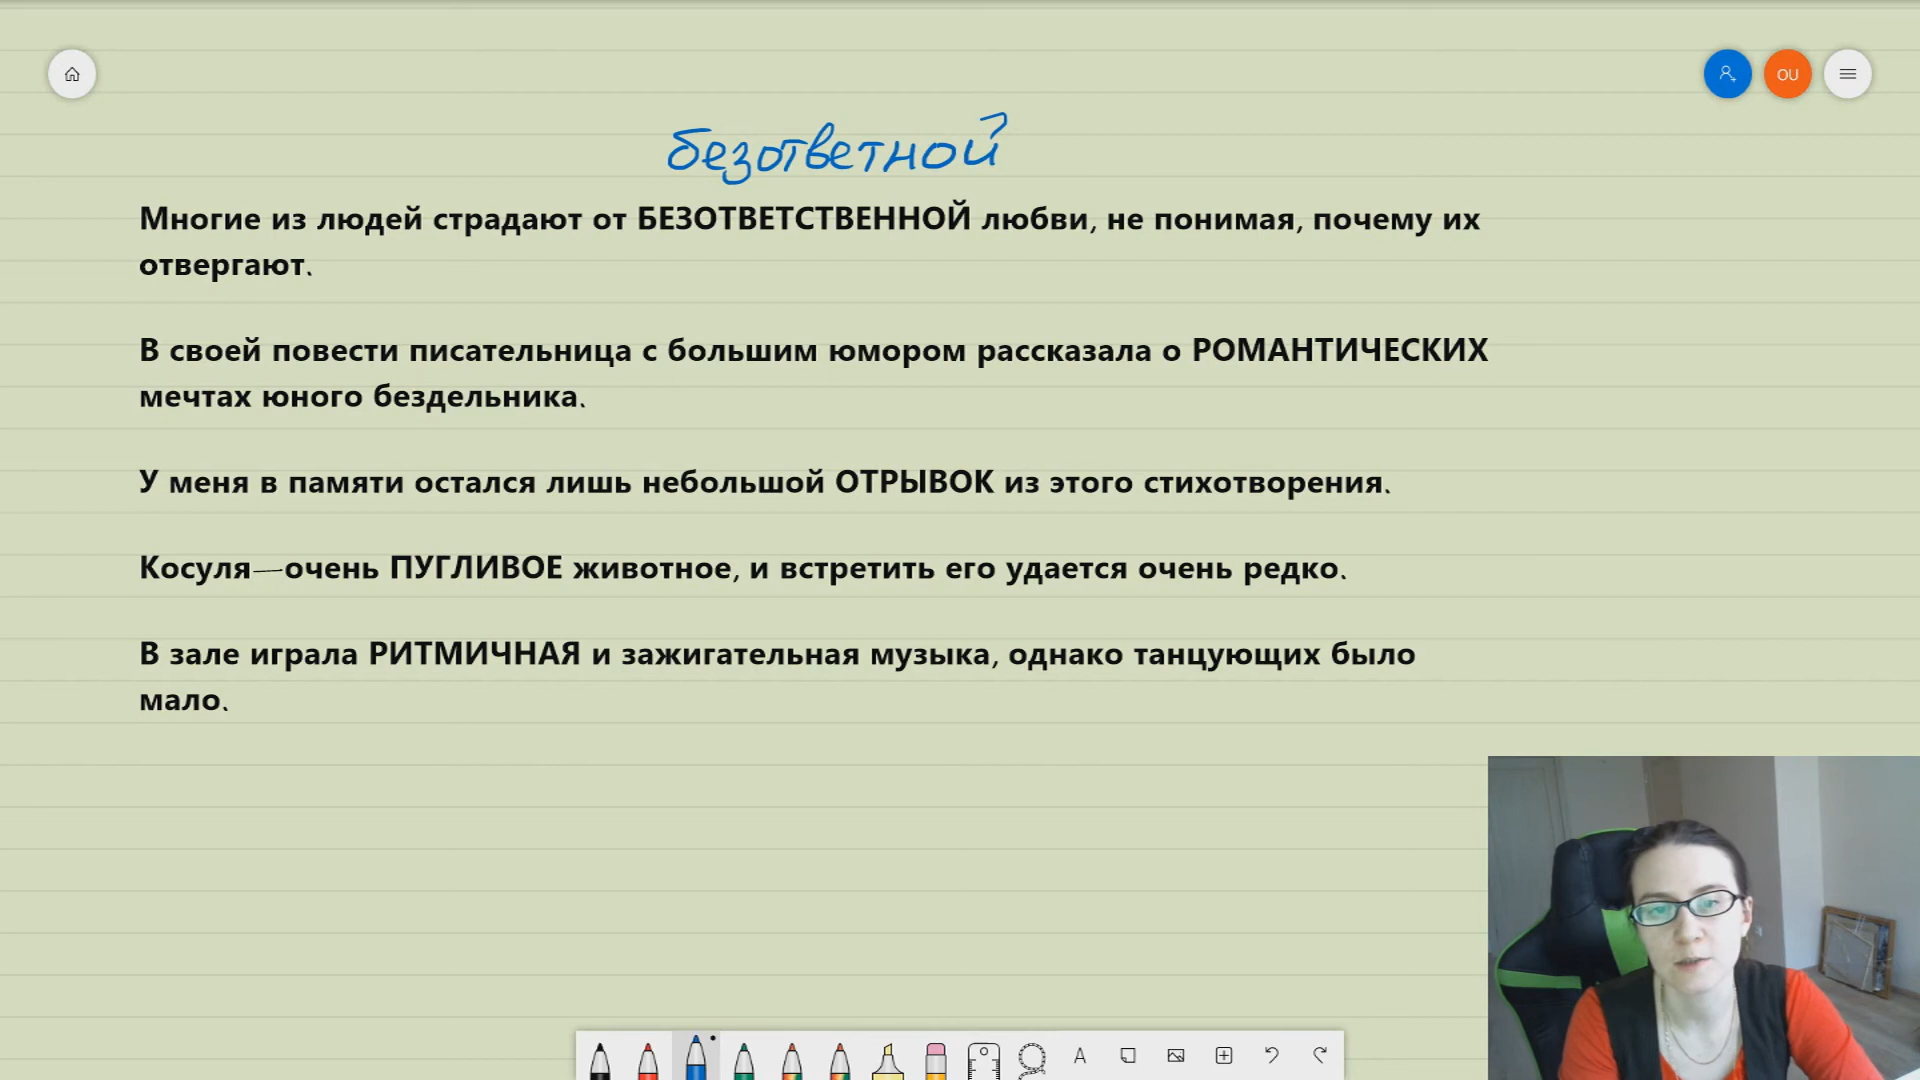 OU
безответной
Многие из людей страдают от БЕЗОТВЕТСТВЕННОЙ любви, не понимая, почему их
отвергают.
В своей повести писательница с большим юмором рассказала о РОМАНТИЧЕСКИХ
мечтах юного бездельника.
У меня в памяти остался лишь небольшой ОТРЫВОК из этого стихотворения.
Косуля—очень ПУГЛИВОЕ животное, и встретить его удается очень редко.
В зале играла РИТМИЧНАЯ и зажигательная музыка, однако танцующих было
мало.